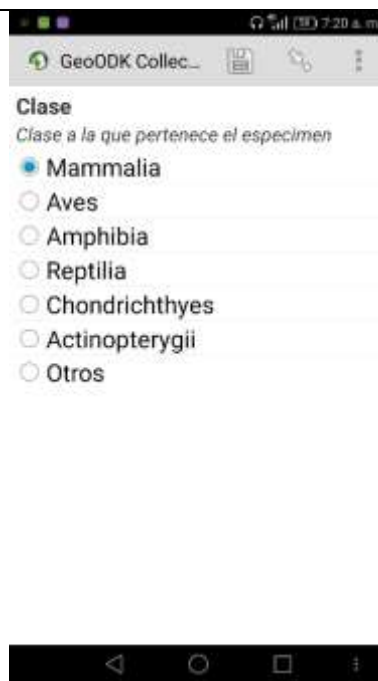 7:20 a. m.
GeoODK Collec...
Clase
Clase a la que pertenece el especimen
Mammalia
Aves
Amphibia
Reptilia
Chondrichthyes
Actinopterygii
Otros